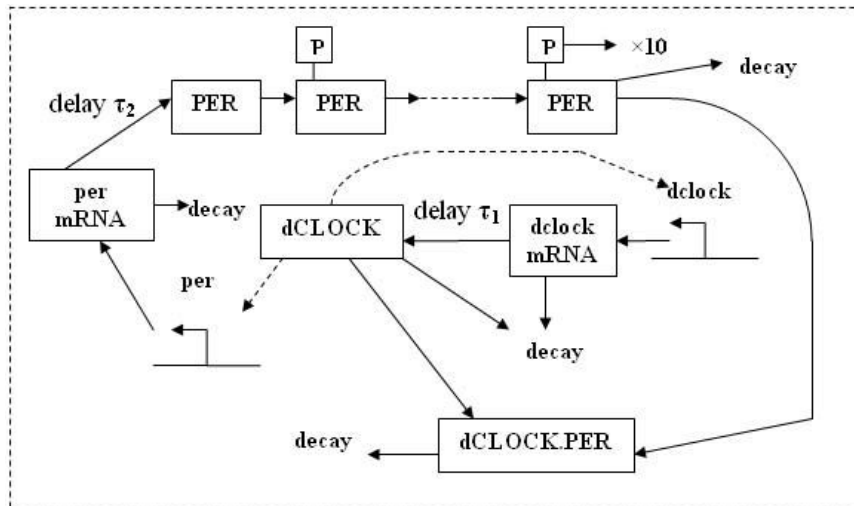 P
P
×10
decay
delay τ2
PER
PER
PER
per
mRNA
decay
dclock
dCLOCK
delay τ1
dclock
mRNA
per
decay
decay
dCLOCK.PER